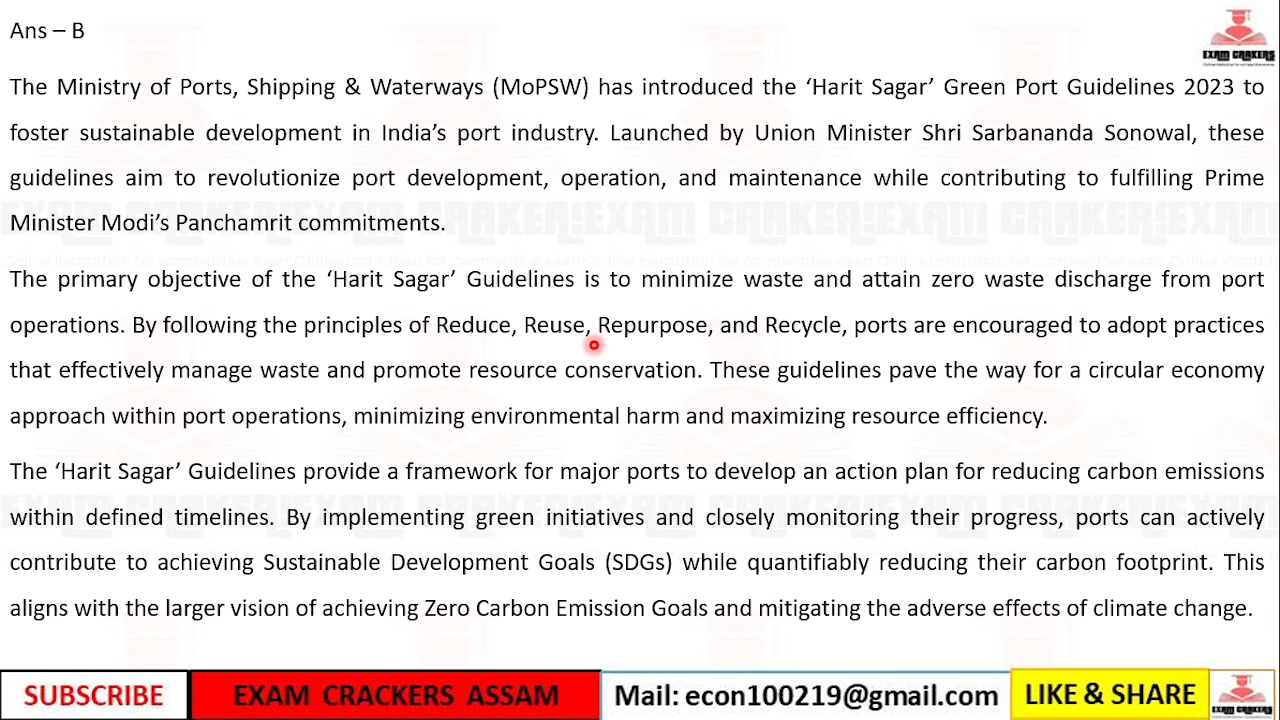 Ans – B
The Ministry of Ports, Shipping & Waterways (MoPSW) has introduced the ‘Harit Sagar’ Green Port Guidelines 2023 to
foster sustainable development in India’s port industry. Launched by Union Minister Shri Sarbananda Sonowal, these
guidelines aim to revolutionize port development, operation, and maintenance while contributing to fulfilling Prime
Minister Modi’s Panchamrit commitments.
The primary objective of the ‘Harit Sagar’ Guidelines is to minimize waste and attain zero waste discharge from port
operations. By following the principles of Reduce, Reuse, Repurpose, and Recycle, ports are encouraged to adopt practices
that effectively manage waste and promote resource conservation. These guidelines pave the way for a circular economy
approach within port operations, minimizing environmental harm and maximizing resource efficiency.
The ‘Harit Sagar’ Guidelines provide a framework for major ports to develop an action plan for reducing carbon emissions
within defined timelines. By implementing green initiatives and closely monitoring their progress, ports can actively
contribute to achieving Sustainable Development Goals (SDGs) while quantifiably reducing their carbon footprint. This
aligns with the larger vision of achieving Zero Carbon Emission Goals and mitigating the adverse effects of climate change.
SUBSCRIBE
EXAM CRACKERS ASSAM
Mail: econ100219@gmail.com
LIKE & SHARE